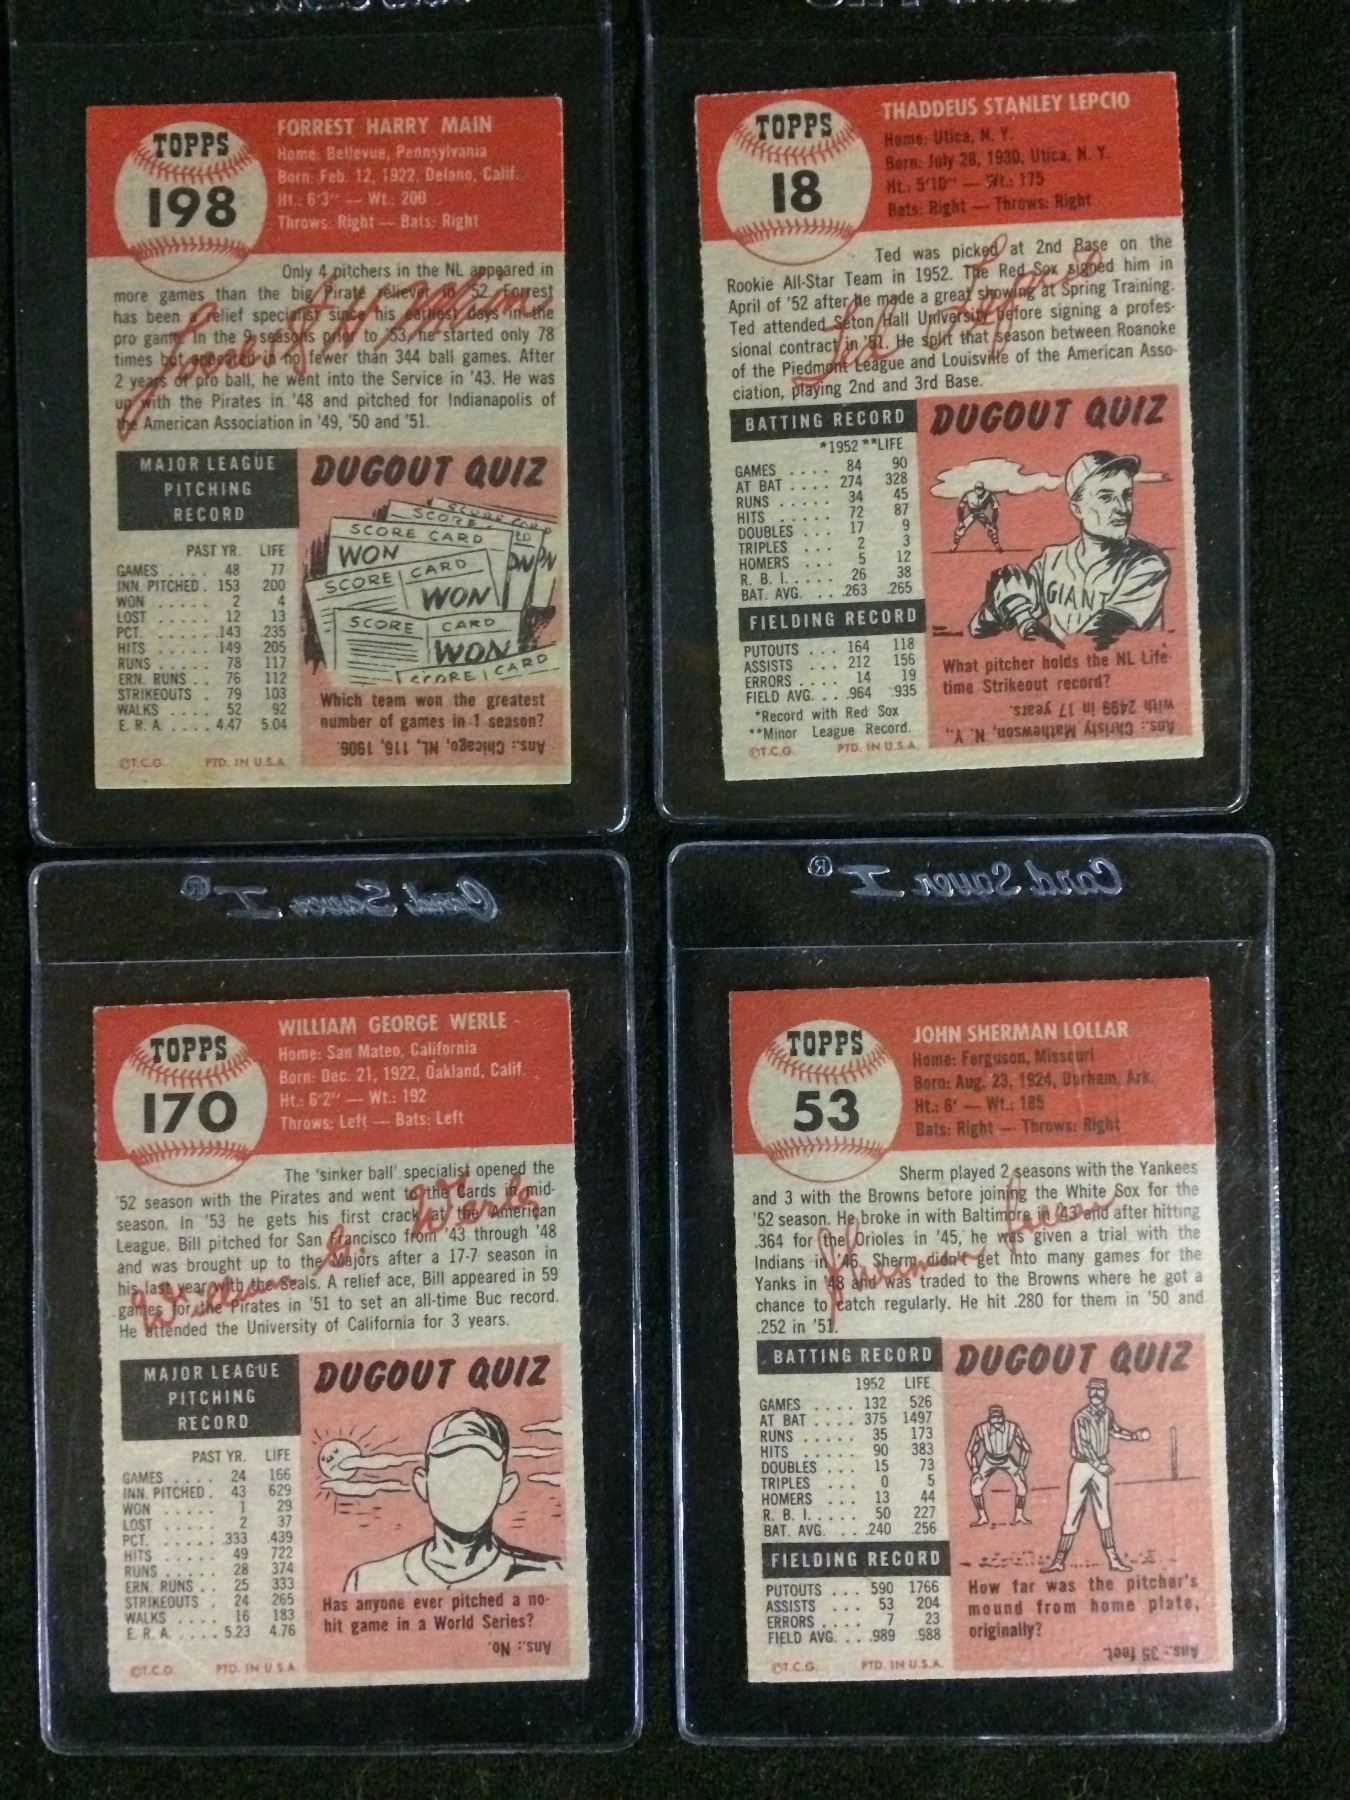 TOPPS
198
FORREST HARRY MAIN
Home: Bellevue, Pennsylvania
Born: Feb. 12, 1922, Delano, Calif.
Ht.: 6'3" — Wt.: 200
Throws: Right — Bats: Right
Only 4 pitchers in the NL appeared in
more games than the big Pirate reliever in '52. Forrest
has been a relief specialist since his earliest days in the
pro game. In the 9 seasons prior to '53, he started only 78
times but appeared in no fewer than 344 ball games. After
2 years of pro ball, he went into the Service in '43. He was
up with the Pirates in '48 and pitched for Indianapolis of
the American Association in '49, '50 and '51.
Forrest H. Main
MAJOR LEAGUE
PITCHING
RECORD
PAST YR. LIFE
GAMES .... 48 77
INN. PITCHED . 153 200
WON ..... 2 4
LOST ..... 12 13
PCT. ..... .143 .235
HITS ..... 149 205
RUNS ..... 78 117
ERN. RUNS .. 76 112
STRIKEOUTS . 79 103
WALKS .... 52 92
E. R. A. .... 4.47 5.04
©T.C.G. PTD. IN U.S.A.
DUGOUT QUIZ
SCORE CARD
SCORE CARD
SCORE CARD
WON
WON
SCORE CARD
WON
SCORE CARD
WON
SCORE CARD
Which team won the greatest
number of games in 1 season?
Ans.: Chicago, NL, 116, 1906.
TOPPS
18
THADDEUS STANLEY LEPCIO
Home: Utica, N. Y.
Born: July 28, 1930, Utica, N. Y.
Ht.: 5'10" — Wt.: 175
Bats: Right — Throws: Right
Ted was picked at 2nd Base on the
Rookie All-Star Team in 1952. The Red Sox signed him in
April of '52 after he made a great showing at Spring Training.
Ted attended Seton Hall University before signing a profes-
sional contract in '51. He split that season between Roanoke
of the Piedmont League and Louisville of the American Asso-
ciation, playing 2nd and 3rd Base.
Ted Lepcio
BATTING RECORD
*1952 **LIFE
GAMES .... 84 90
AT BAT .... 274 328
RUNS .... 34 45
HITS ..... 72 87
DOUBLES ... 17 9
TRIPLES ... 2 3
HOMERS ... 5 12
R. B. I. .... 26 38
BAT. AVG. ... .263 .265
FIELDING RECORD
PUTOUTS ... 164 118
ASSISTS .... 212 156
ERRORS .... 14 19
FIELD AVG. .. .964 .935
*Record with Red Sox
**Minor League Record.
©T.C.G. PTD. IN U.S.A.
DUGOUT QUIZ
GIANT
What pitcher holds the NL Life-
time Strikeout record?
Ans.: Christy Mathewson, N. Y.,
with 2499 in 17 years.
Card Saver I ®
TOPPS
170
WILLIAM GEORGE WERLE
Home: San Mateo, California
Born: Dec. 21, 1922, Oakland, Calif.
Ht.: 6'2" — Wt.: 192
Throws: Left — Bats: Left
The 'sinker ball' specialist opened the
'52 season with the Pirates and went to the Cards in mid-
season. In '53 he gets his first crack at the American
League. Bill pitched for San Francisco from '43 through '48
and was brought up to the Majors after a 17-7 season in
his last year with the Seals. A relief ace, Bill appeared in 59
games for the Pirates in '51 to set an all-time Buc record.
He attended the University of California for 3 years.
William G. Werle
MAJOR LEAGUE
PITCHING
RECORD
PAST YR. LIFE
GAMES .... 24 166
INN. PITCHED . 43 629
WON ..... 1 29
LOST ..... 2 37
PCT. ..... .333 .439
HITS ..... 49 722
RUNS ..... 28 374
ERN. RUNS .. 25 333
STRIKEOUTS . 24 265
WALKS .... 16 183
E. R. A. .... 5.23 4.76
©T.C.G. PTD. IN U.S.A.
DUGOUT QUIZ
Has anyone ever pitched a no-
hit game in a World Series?
Ans.: No.
Card Saver I ®
TOPPS
53
JOHN SHERMAN LOLLAR
Home: Ferguson, Missouri
Born: Aug. 23, 1924, Durham, Ark.
Ht.: 6' — Wt.: 185
Bats: Right — Throws: Right
Sherm played 2 seasons with the Yankees
and 3 with the Browns before joining the White Sox for the
'52 season. He broke in with Baltimore in '43 and after hitting
.364 for the Orioles in '45, he was given a trial with the
Indians in '46. Sherm didn't get into many games for the
Yanks in '48 and was traded to the Browns where he got a
chance to catch regularly. He hit .280 for them in '50 and
.252 in '51.
Sherman Lollar
BATTING RECORD
1952 LIFE
GAMES .... 132 526
AT BAT .... 375 1497
RUNS .... 35 173
HITS ..... 90 383
DOUBLES ... 15 73
TRIPLES ... 0 5
HOMERS ... 13 44
R. B. I. .... 50 227
BAT. AVG. ... .240 .256
FIELDING RECORD
PUTOUTS ... 590 1766
ASSISTS .... 53 204
ERRORS .... 7 23
FIELD AVG. .. .989 .988
©T.C.G. PTD. IN U.S.A.
DUGOUT QUIZ
How far was the pitcher's
mound from home plate,
originally?
Ans.: 35 feet.